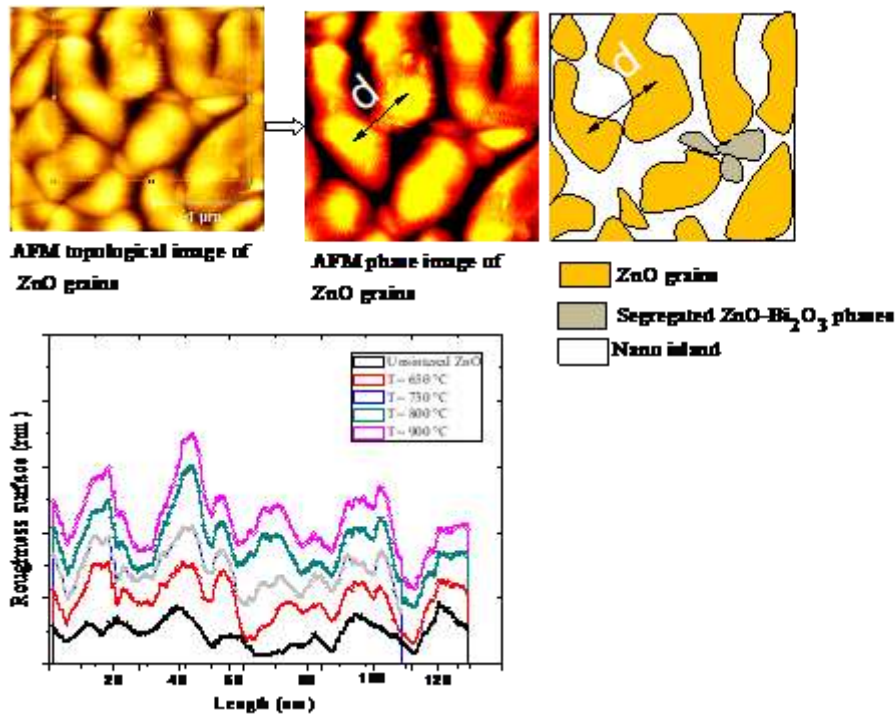 d
d
1 µm
AFM topological image of
ZnO grains
AFM phase image of
ZnO grains
ZnO grains
Segregated ZnO-Bi₂O₃ phases
Nano island
Unsintered ZnO
T = 650 °C
T = 750 °C
T = 800 °C
T = 900 °C
Roughness surface (nm)
20 40 60 80 100 120
Length (nm)